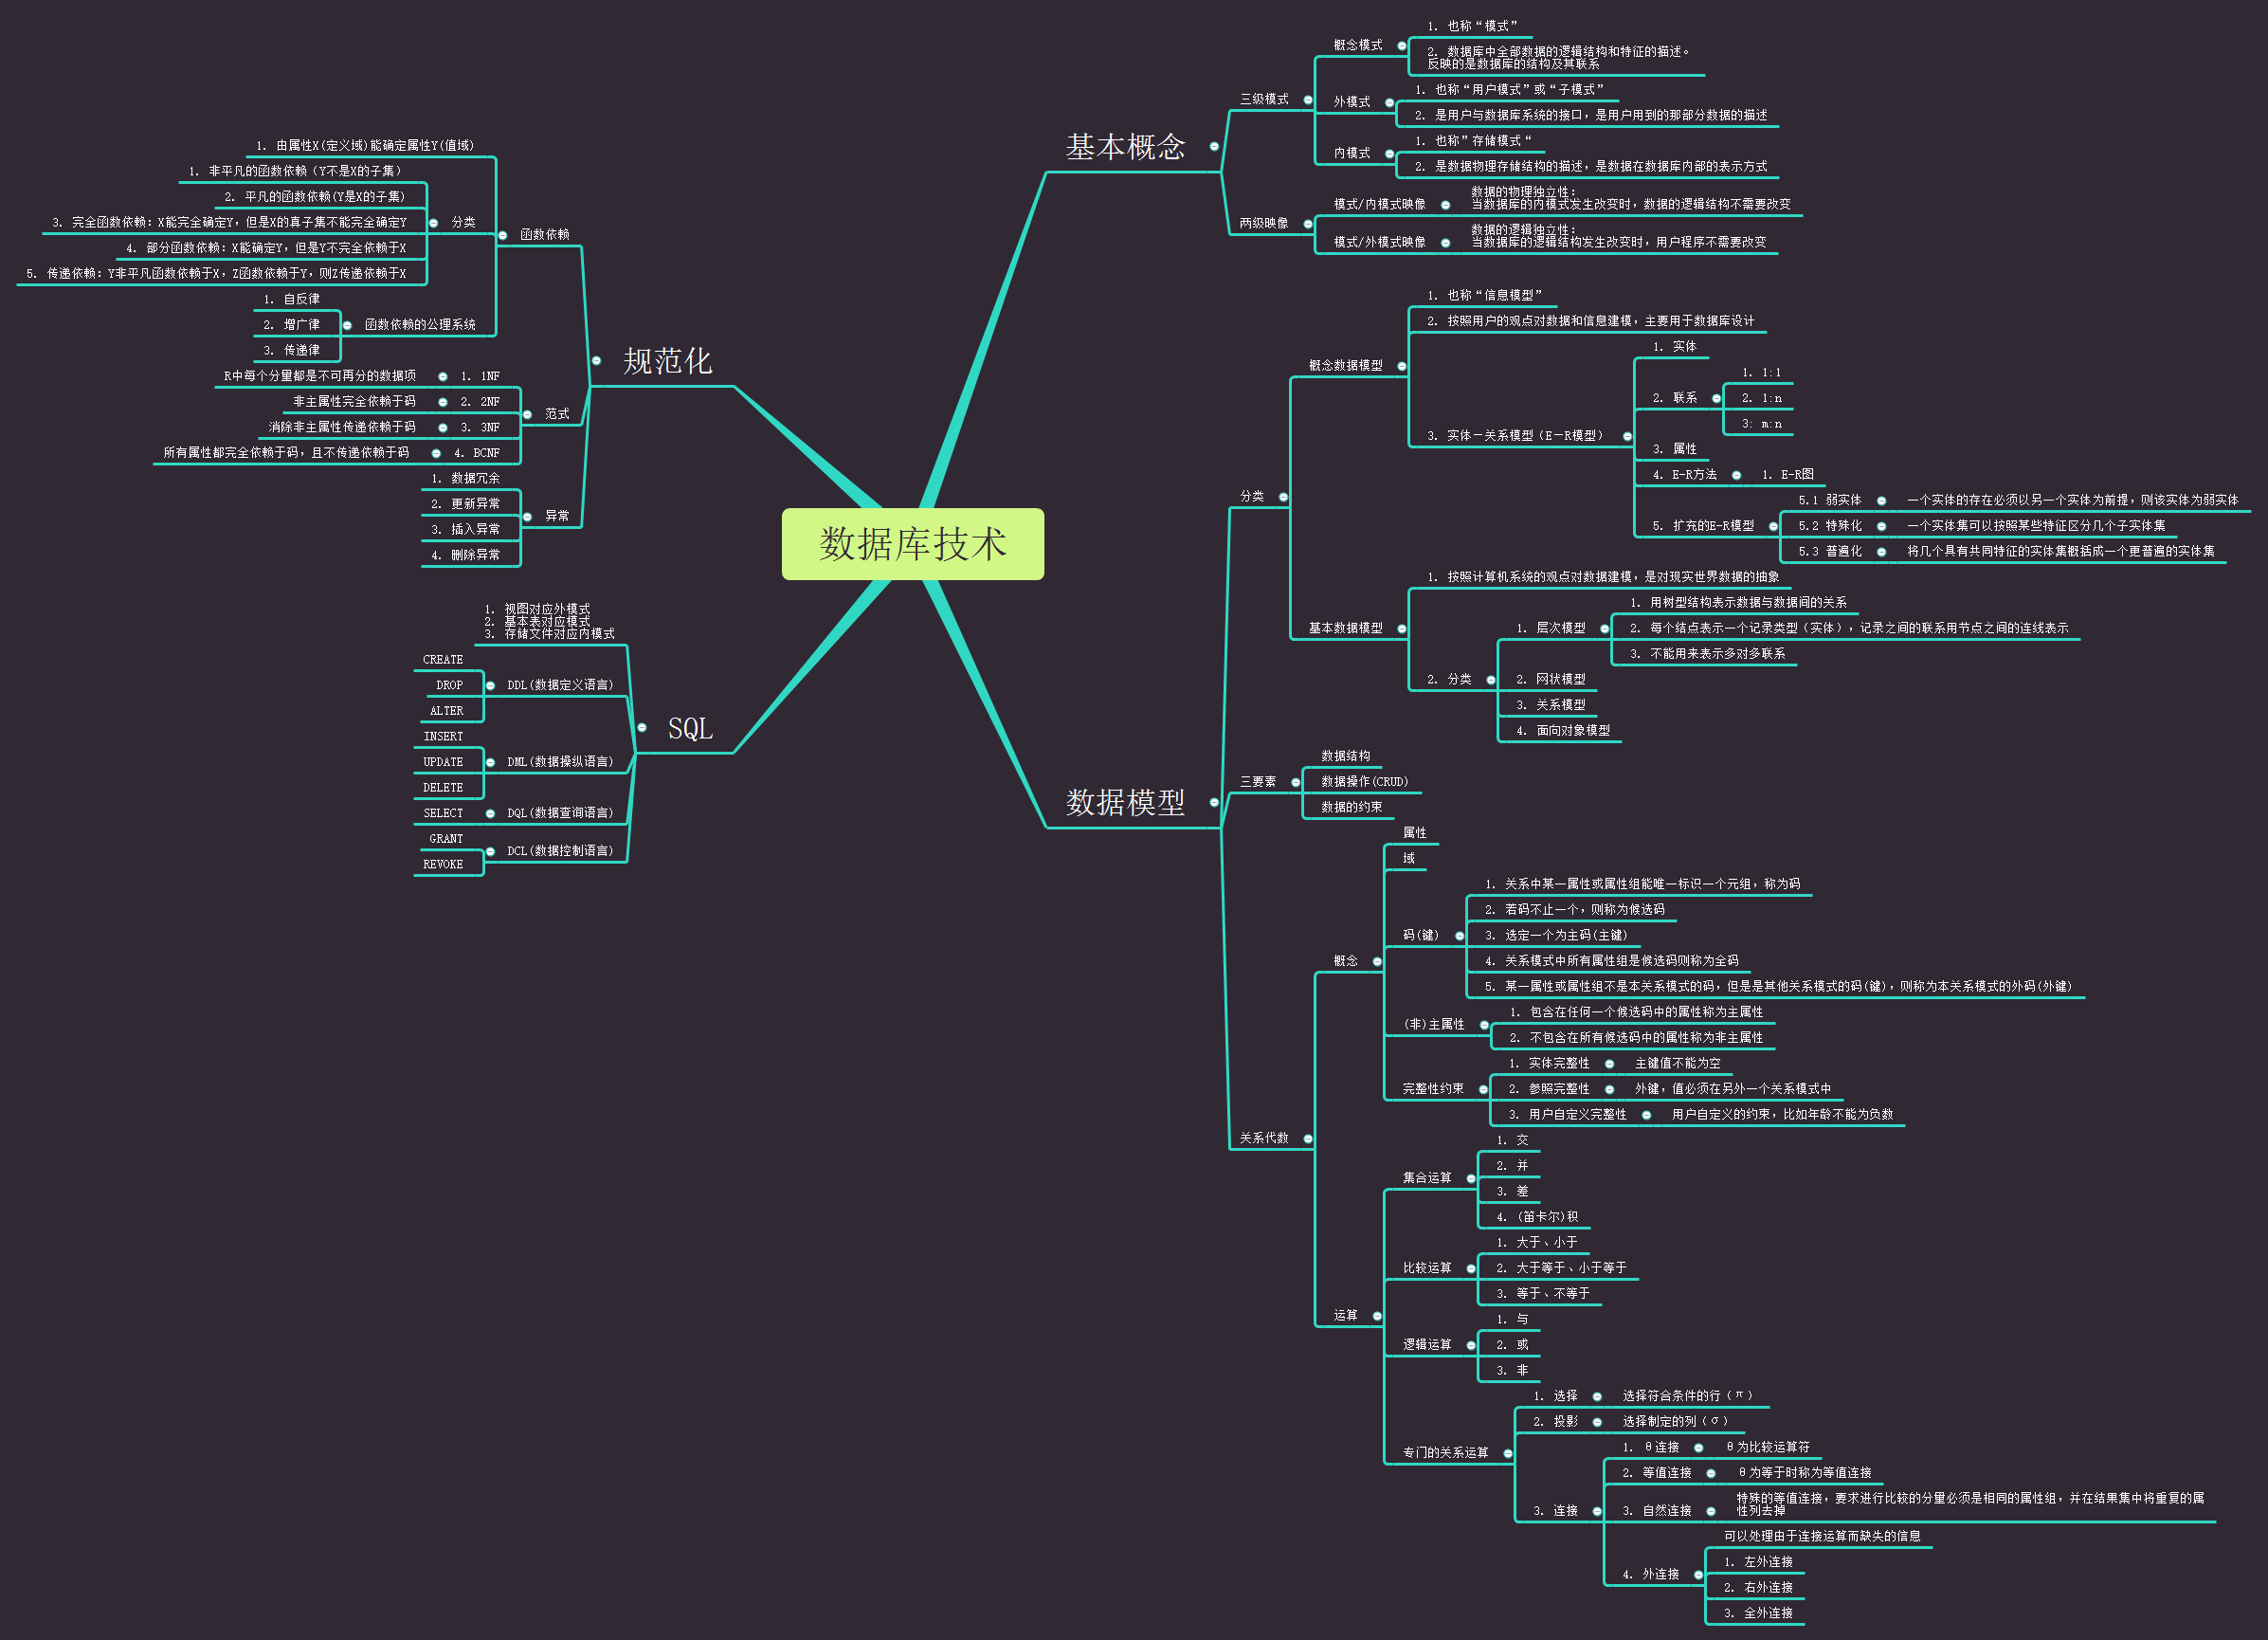 数据库技术
基本概念
三级模式
概念模式
1. 也称“模式”
2. 数据库中全部数据的逻辑结构和特征的描述。
反映的是数据库的结构及其联系
外模式
1. 也称“用户模式”或“子模式”
2. 是用户与数据库系统的接口，是用户用到的那部分数据的描述
内模式
1. 也称”存储模式“
2. 是数据物理存储结构的描述，是数据在数据库内部的表示方式
两级映像
模式/内模式映像
数据的物理独立性：
当数据库的内模式发生改变时，数据的逻辑结构不需要改变
模式/外模式映像
数据的逻辑独立性：
当数据库的逻辑结构发生改变时，用户程序不需要改变
数据模型
分类
概念数据模型
1. 也称“信息模型”
2. 按照用户的观点对数据和信息建模，主要用于数据库设计
3. 实体－关系模型（E－R模型）
1. 实体
2. 联系
1. 1:1
2. 1:n
3: m:n
3. 属性
4. E-R方法
1. E-R图
5. 扩充的E-R模型
5.1 弱实体
一个实体的存在必须以另一个实体为前提，则该实体为弱实体
5.2 特殊化
一个实体集可以按照某些特征区分几个子实体集
5.3 普遍化
将几个具有共同特征的实体集概括成一个更普遍的实体集
基本数据模型
1. 按照计算机系统的观点对数据建模，是对现实世界数据的抽象
2. 分类
1. 层次模型
1. 用树型结构表示数据与数据间的关系
2. 每个结点表示一个记录类型（实体），记录之间的联系用节点之间的连线表示
3. 不能用来表示多对多联系
2. 网状模型
3. 关系模型
4. 面向对象模型
三要素
数据结构
数据操作(CRUD)
数据的约束
关系代数
概念
属性
域
码(键)
1. 关系中某一属性或属性组能唯一标识一个元组，称为码
2. 若码不止一个，则称为候选码
3. 选定一个为主码(主键)
4. 关系模式中所有属性组是候选码则称为全码
5. 某一属性或属性组不是本关系模式的码，但是是其他关系模式的码(键)，则称为本关系模式的外码(外键)
(非)主属性
1. 包含在任何一个候选码中的属性称为主属性
2. 不包含在所有候选码中的属性称为非主属性
完整性约束
1. 实体完整性
主键值不能为空
2. 参照完整性
外键，值必须在另外一个关系模式中
3. 用户自定义完整性
用户自定义的约束，比如年龄不能为负数
运算
集合运算
1. 交
2. 并
3. 差
4. (笛卡尔)积
比较运算
1. 大于、小于
2. 大于等于、小于等于
3. 等于、不等于
逻辑运算
1. 与
2. 或
3. 非
专门的关系运算
1. 选择
选择符合条件的行（π）
2. 投影
选择制定的列（σ）
3. 连接
1. θ连接
θ为比较运算符
2. 等值连接
θ为等于时称为等值连接
3. 自然连接
特殊的等值连接，要求进行比较的分量必须是相同的属性组，并在结果集中将重复的属
性列去掉
4. 外连接
可以处理由于连接运算而缺失的信息
1. 左外连接
2. 右外连接
3. 全外连接
规范化
函数依赖
1. 由属性X(定义域)能确定属性Y(值域)
分类
1. 非平凡的函数依赖（Y不是X的子集）
2. 平凡的函数依赖(Y是X的子集)
3. 完全函数依赖：X能完全确定Y，但是X的真子集不能完全确定Y
4. 部分函数依赖：X能确定Y，但是Y不完全依赖于X
5. 传递依赖：Y非平凡函数依赖于X，Z函数依赖于Y，则Z传递依赖于X
函数依赖的公理系统
1. 自反律
2. 增广律
3. 传递律
范式
1. 1NF
R中每个分量都是不可再分的数据项
2. 2NF
非主属性完全依赖于码
3. 3NF
消除非主属性传递依赖于码
4. BCNF
所有属性都完全依赖于码，且不传递依赖于码
异常
1. 数据冗余
2. 更新异常
3. 插入异常
4. 删除异常
SQL
1. 视图对应外模式
2. 基本表对应模式
3. 存储文件对应内模式
DDL(数据定义语言)
CREATE
DROP
ALTER
DML(数据操纵语言)
INSERT
UPDATE
DELETE
DQL(数据查询语言)
SELECT
DCL(数据控制语言)
GRANT
REVOKE